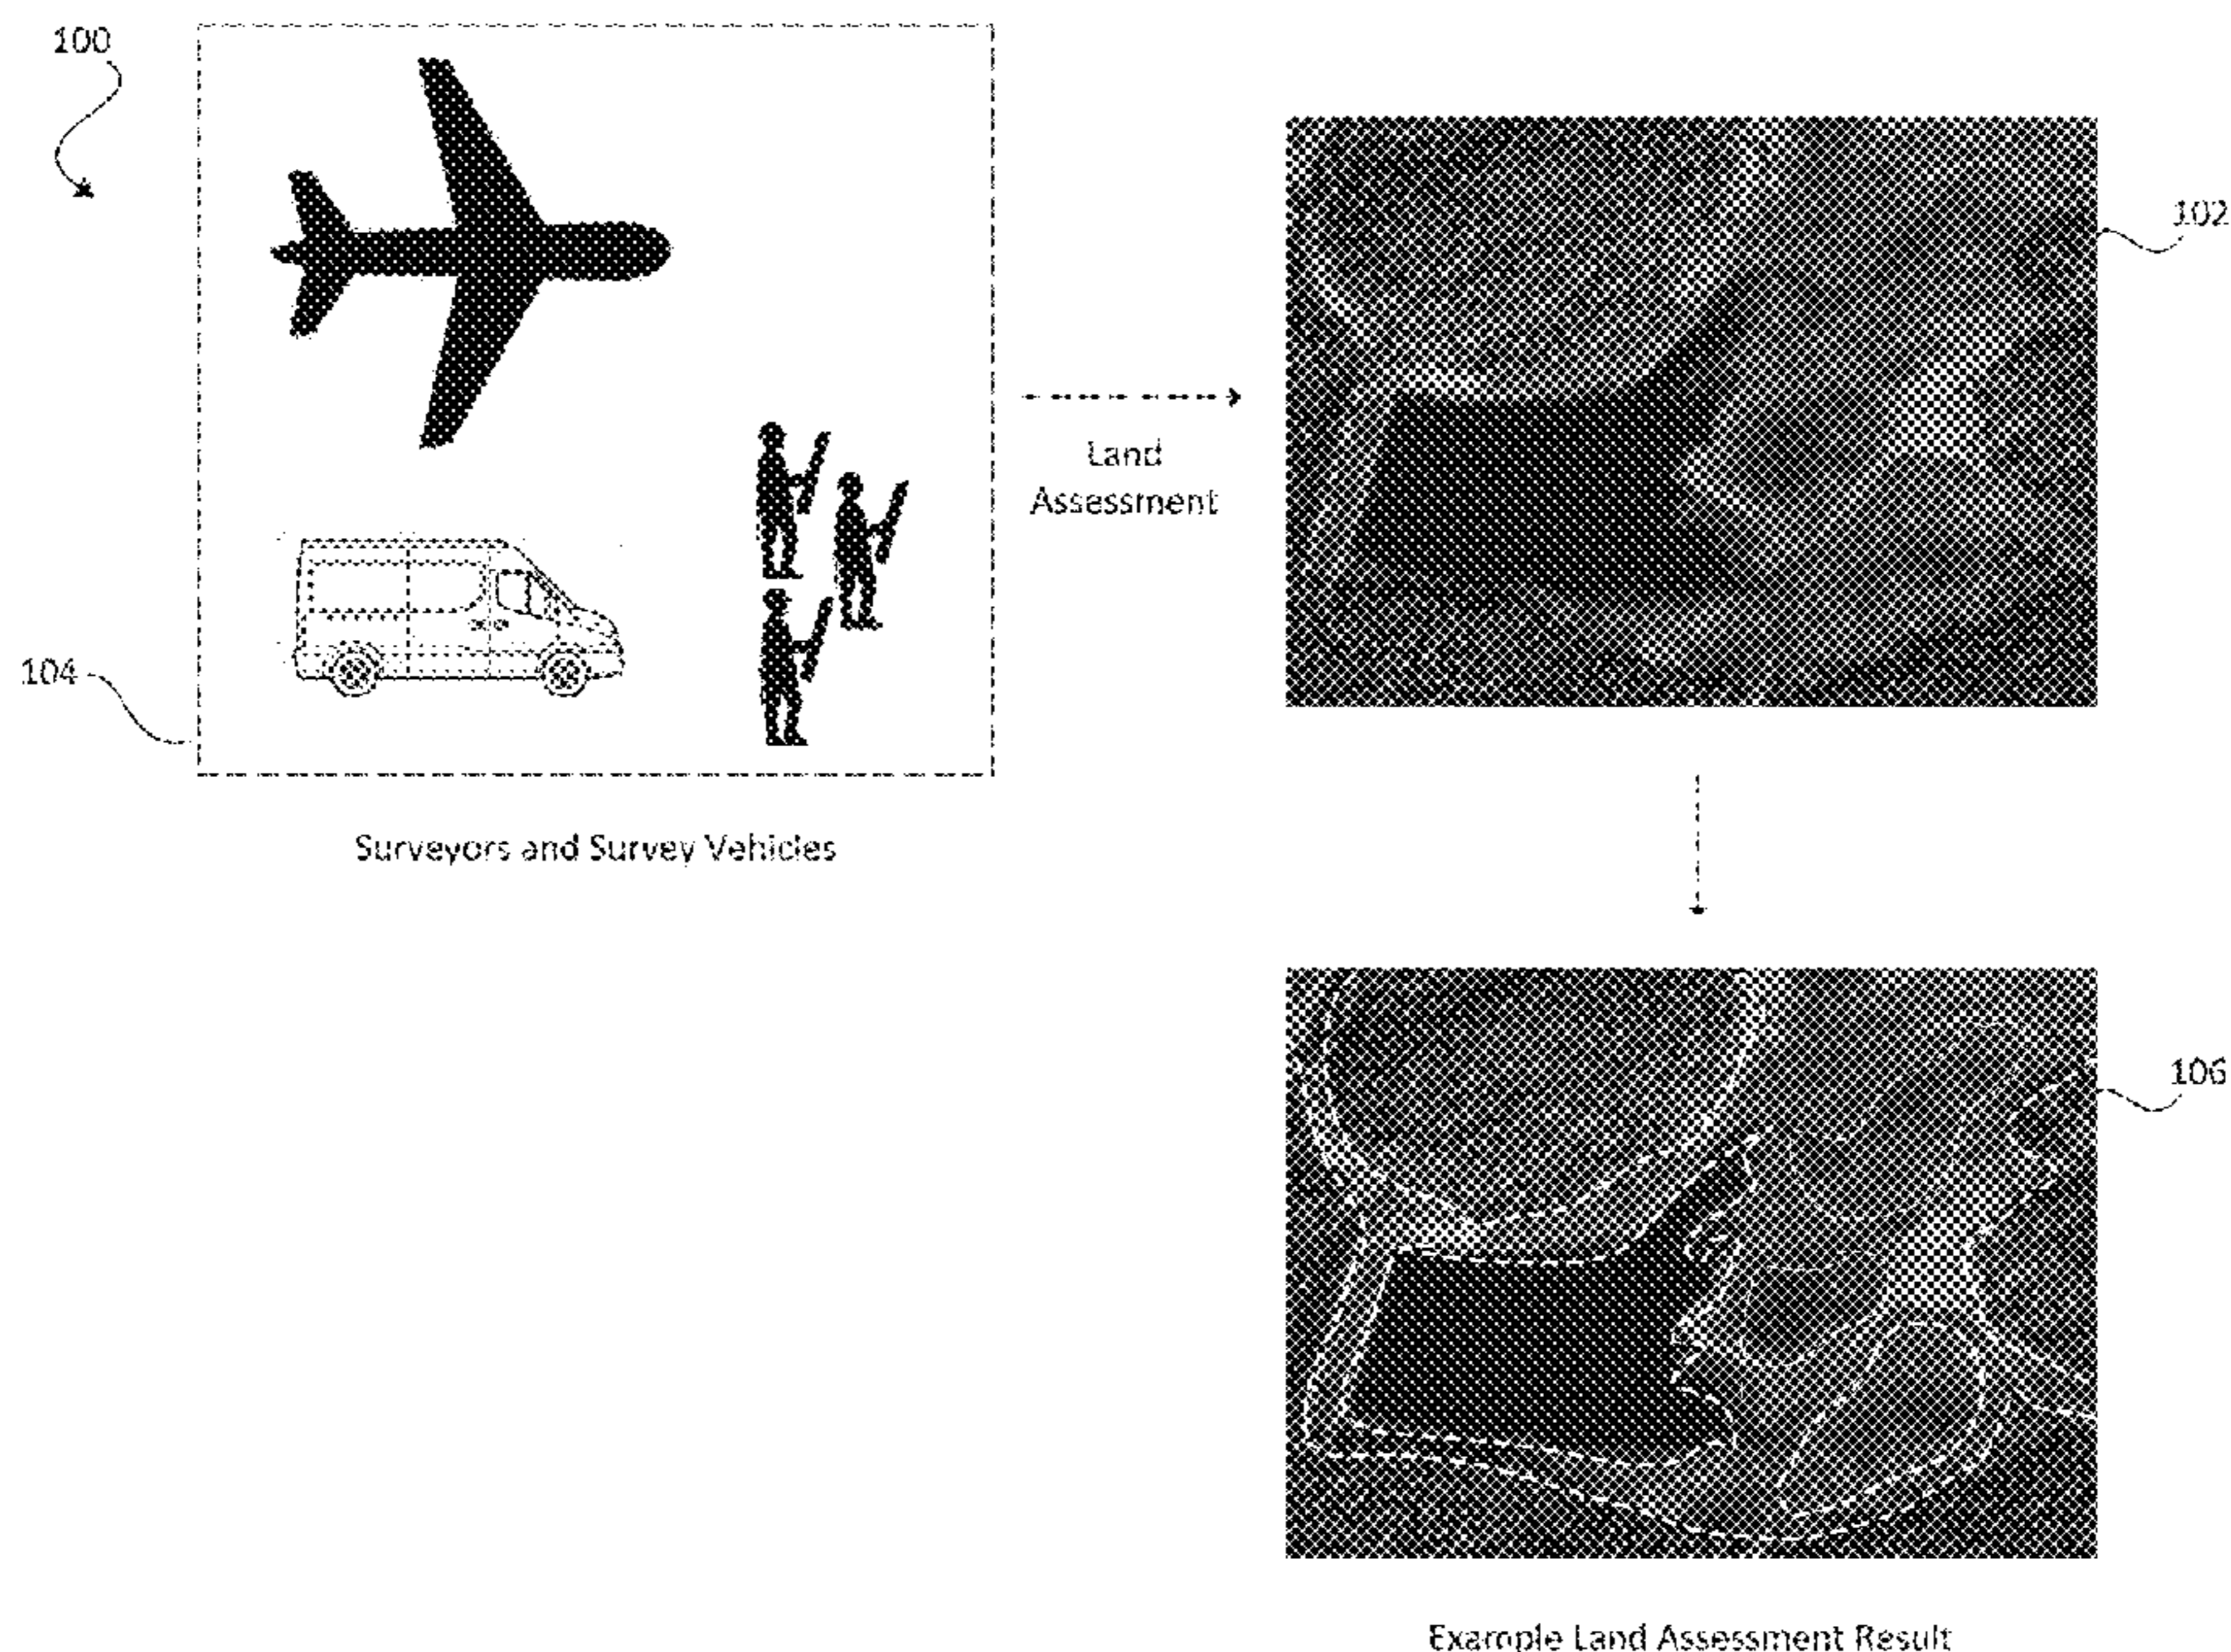 100
102
Land
Assessment
104
Surveyors and Survey Vehicles
106
Example Land Assessment Result